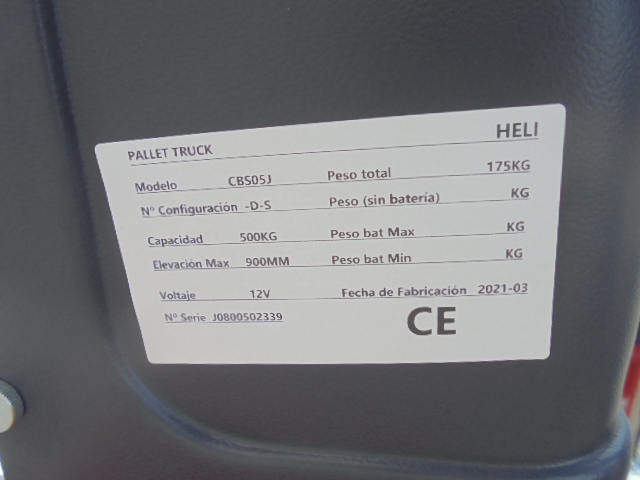 PALLET TRUCK HELI
Modelo CBS05J Peso total 175KG
Nº Configuración -D-S Peso (sin batería) KG
Capacidad 500KG Peso bat Max KG
Elevación Max 900MM Peso bat Min KG
Voltaje 12V Fecha de Fabricación 2021-03
Nº Serie J0800502339
CE